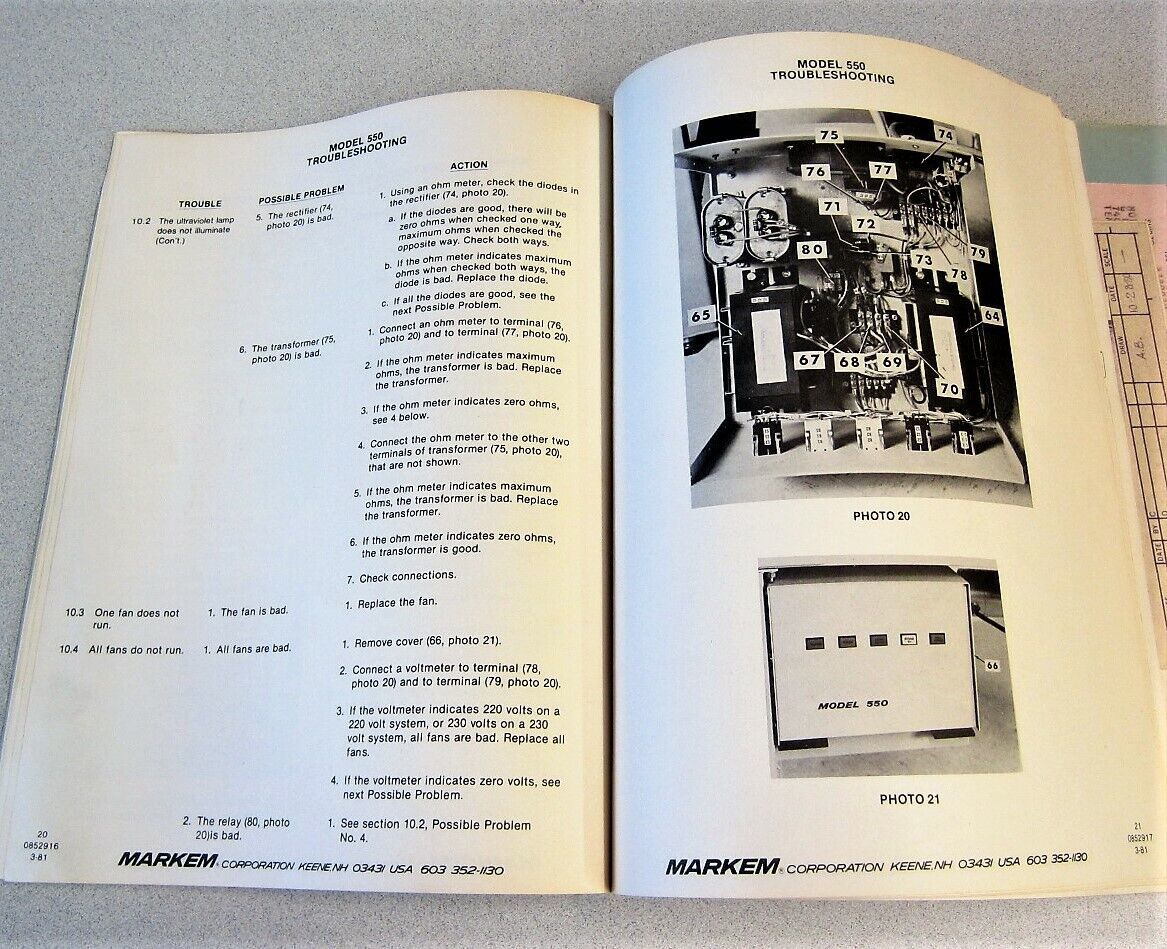 MODEL 550
TROUBLESHOOTING
TROUBLE
POSSIBLE PROBLEM
ACTION
10.2 The ultraviolet lamp
does not illuminate
(Con't.)
5. The rectifier (74,
photo 20) is bad.
1. Using an ohm meter, check the diodes in
the rectifier (74, photo 20).
a. If the diodes are good, there will be
zero ohms when checked one way,
maximum ohms when checked the
opposite way. Check both ways.
b. If the ohm meter indicates maximum
ohms when checked both ways, the
diode is bad. Replace the diode.
c. If all the diodes are good, see the
next Possible Problem.
6. The transformer (75,
photo 20) is bad.
1. Connect an ohm meter to terminal (76,
photo 20) and to terminal (77, photo 20).
2. If the ohm meter indicates maximum
ohms, the transformer is bad. Replace
the transformer.
3. If the ohm meter indicates zero ohms,
see 4 below.
4. Connect the ohm meter to the other two
terminals of transformer (75, photo 20),
that are not shown.
5. If the ohm meter indicates maximum
ohms, the transformer is bad. Replace
the transformer.
6. If the ohm meter indicates zero ohms,
the transformer is good.
7. Check connections.
10.3 One fan does not
run.
1. The fan is bad.
1. Replace the fan.
10.4 All fans do not run.
1. All fans are bad.
1. Remove cover (66, photo 21).
2. Connect a voltmeter to terminal (78,
photo 20) and to terminal (79, photo 20).
3. If the voltmeter indicates 220 volts on a
220 volt system, or 230 volts on a 230
volt system, all fans are bad. Replace all
fans.
4. If the voltmeter indicates zero volts, see
next Possible Problem.
2. The relay (80, photo
20)is bad.
1. See section 10.2, Possible Problem
No. 4.
20
0852916
3-81
MARKEM® CORPORATION KEENE,NH 03431 USA 603 352-1130
MODEL 550
TROUBLESHOOTING
75
74
76
77
71
72
80
73
78
79
65
64
67
68
69
70
PHOTO 20
MODEL 550
66
PHOTO 21
21
0852917
3-81
MARKEM® CORPORATION KEENE,NH 03431 USA 603 352-1130
DATE
SCALE
DRAW
A.B.
DATE BY